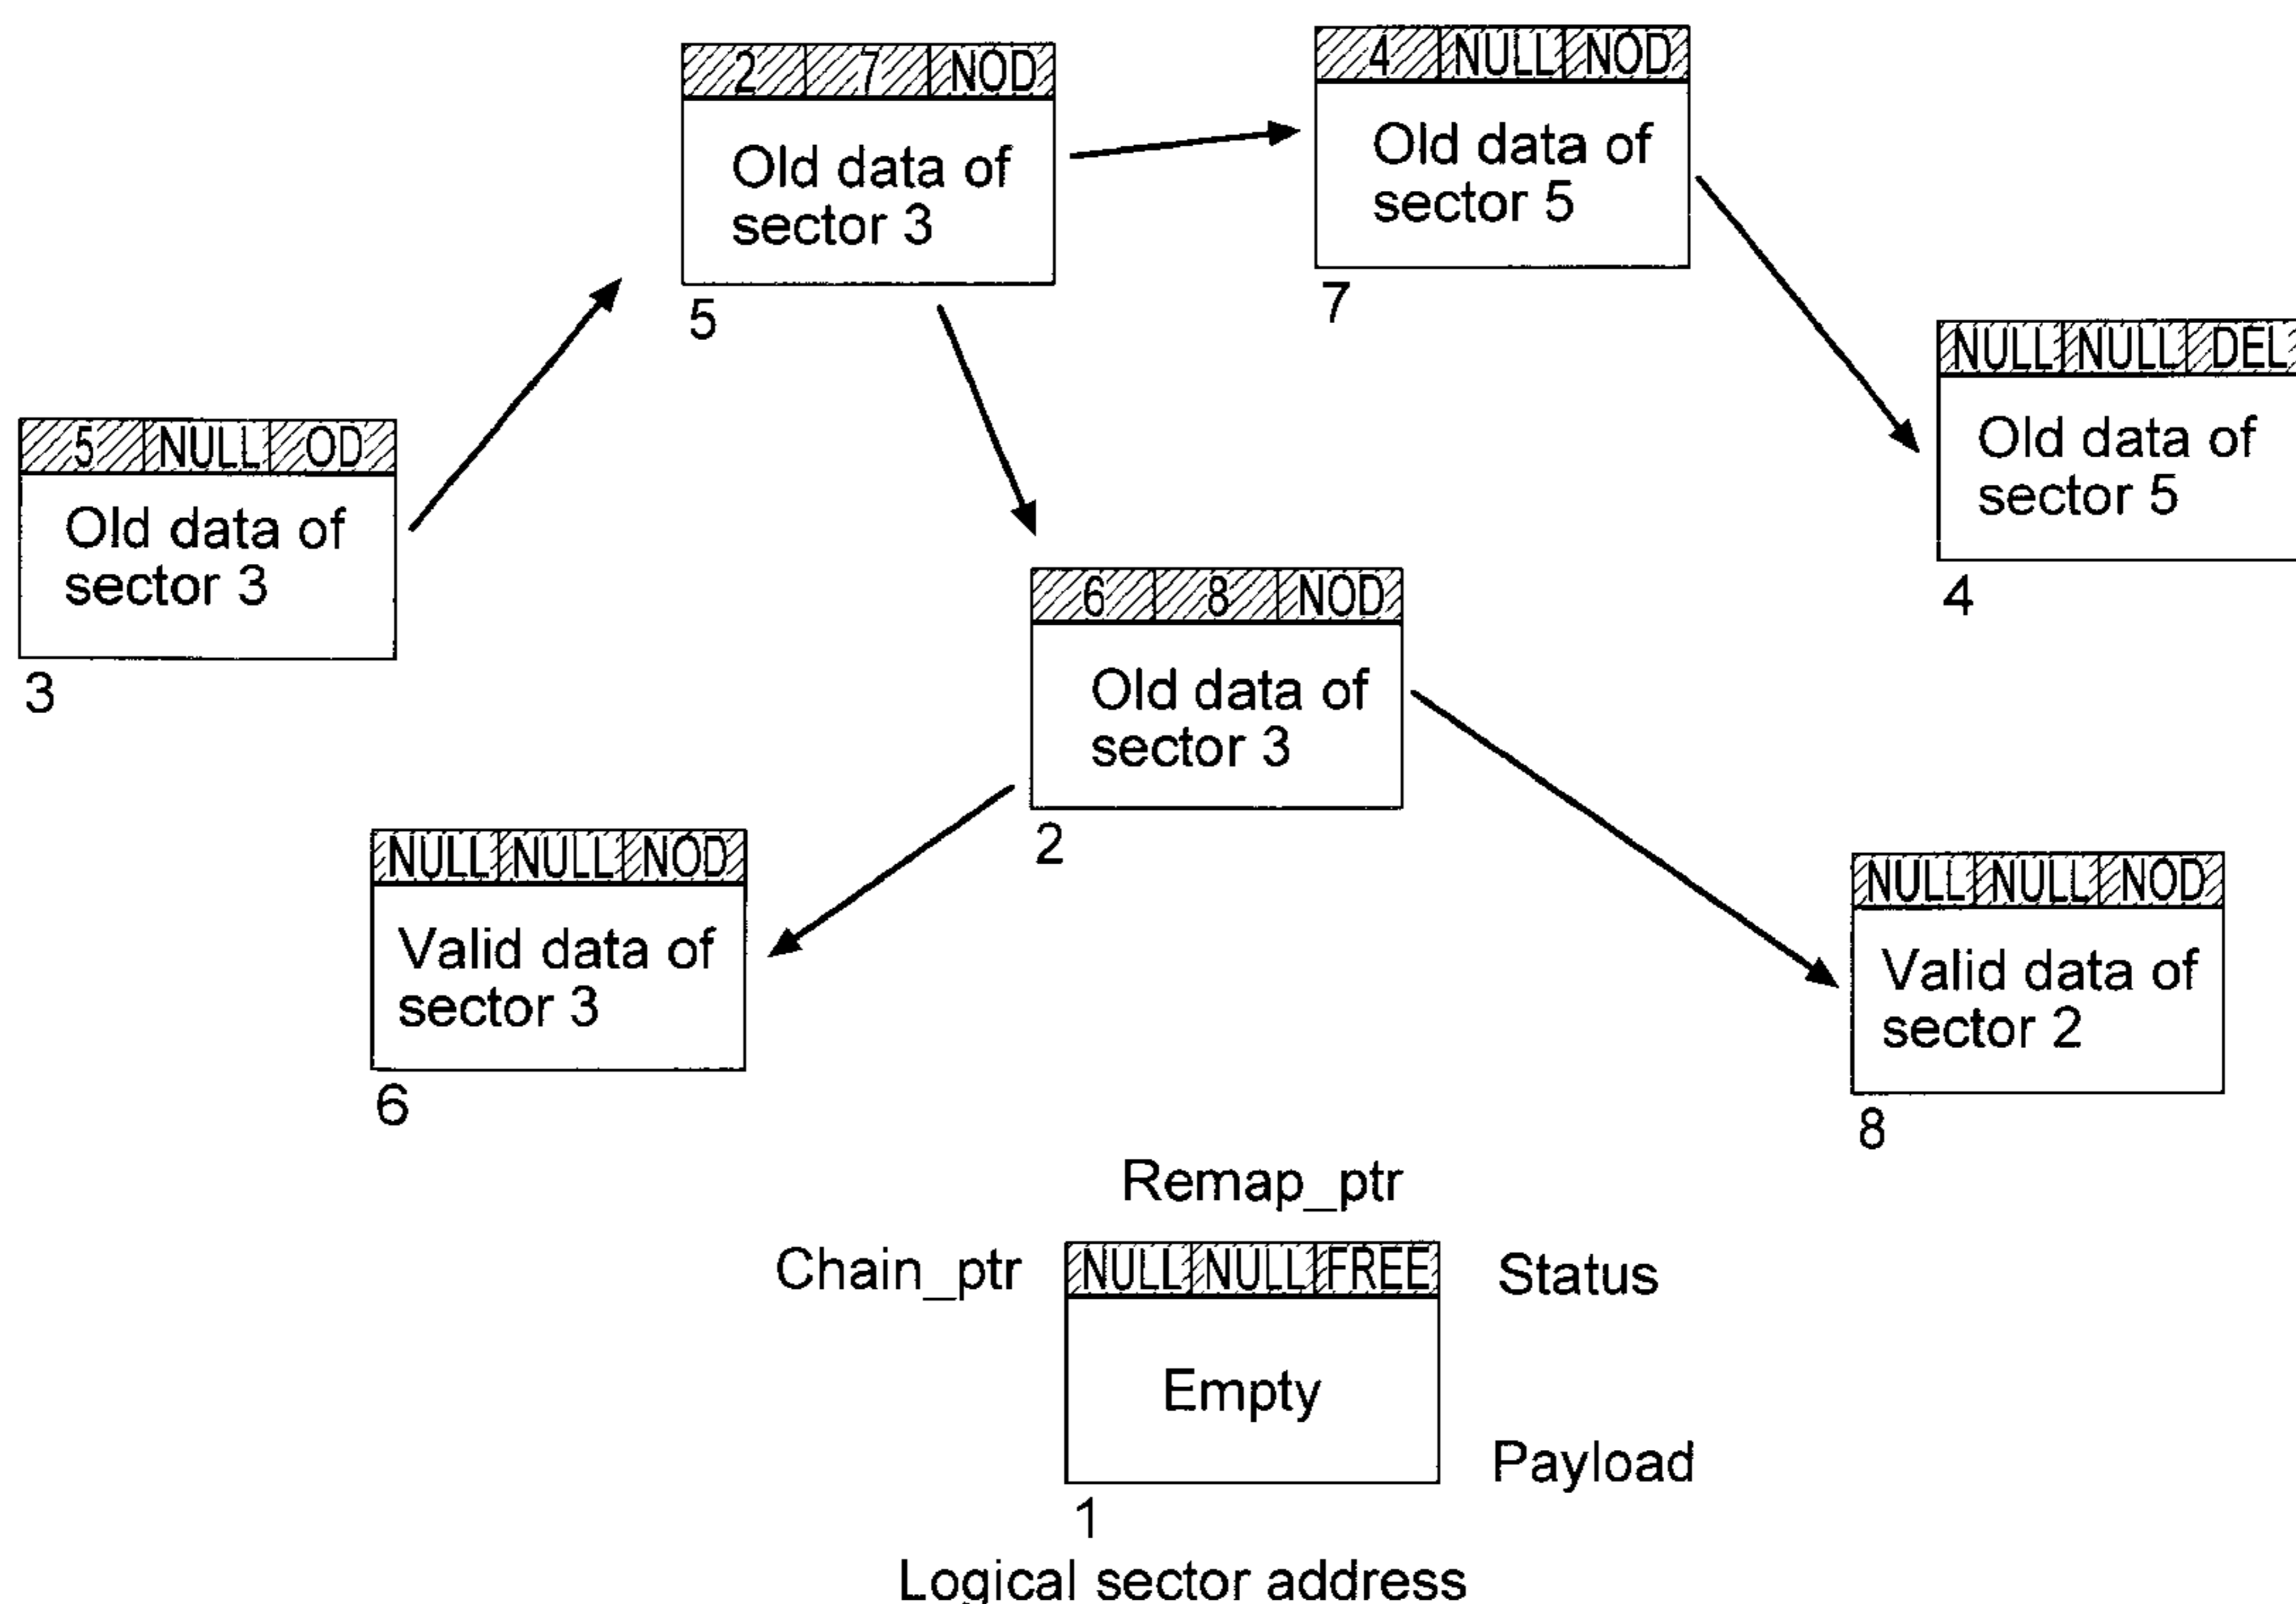 2 7 NOD
Old data of
sector 3
5
4 NULL NOD
Old data of
sector 5
7
NULL NULL DEL
Old data of
sector 5
4
5 NULL OD
Old data of
sector 3
3
6 8 NOD
Old data of
sector 3
2
NULL NULL NOD
Valid data of
sector 3
6
NULL NULL NOD
Valid data of
sector 2
8
Remap_ptr
Chain_ptr
NULL NULL FREE
Status
Empty
Payload
1
Logical sector address